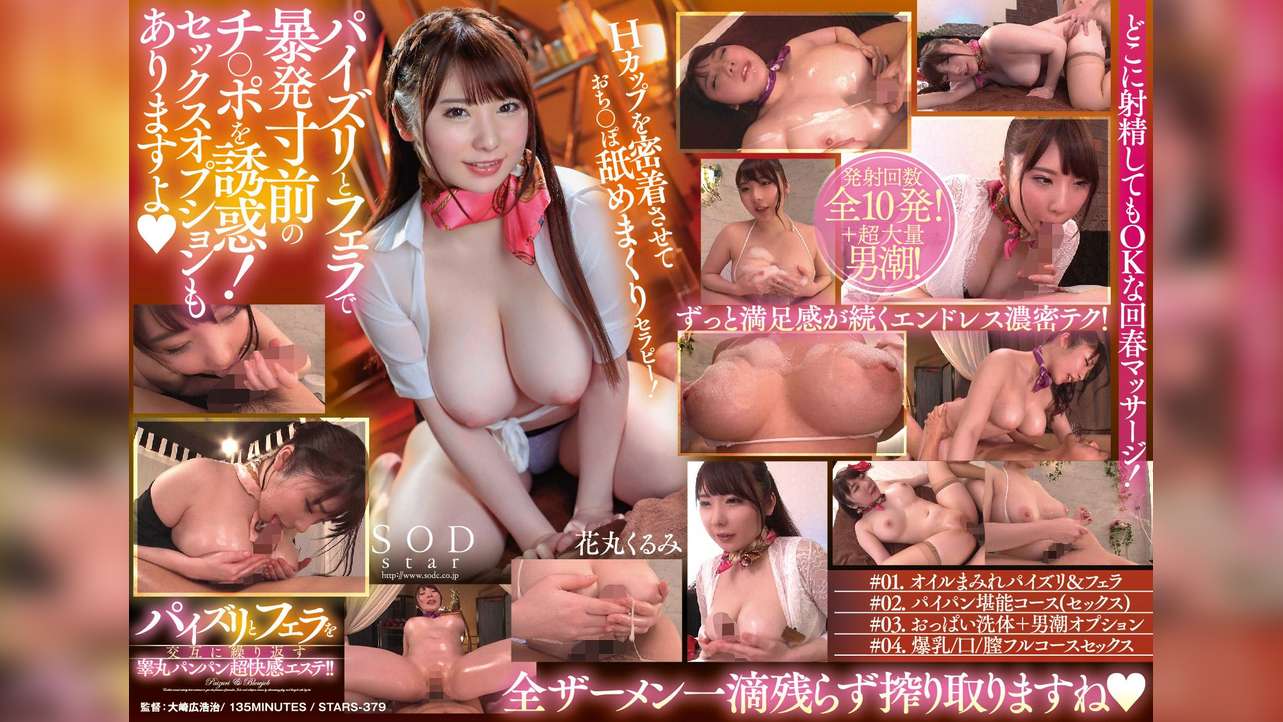 パイズリとフェラで
暴発寸前の
チ○ポを誘惑!
セックスオプションも
ありますよ♥
Hカップを密着させて
おち○ぽ舐めまくりセラピー!
どこに射精してもOKな回春マッサージ!
発射回数
全10発!
+超大量
男潮!
ずっと満足感が続くエンドレス濃密テク!
SOD
star
http://www.sodc.co.jp
花丸くるみ
#01. オイルまみれパイズリ&フェラ
#02. パイパン堪能コース(セックス)
#03. おっぱい洗体+男潮オプション
#04. 爆乳/口/膣フルコースセックス
パイズリとフェラを
交互に繰り返す
睾丸パンパン超快感エステ!!
Paizuri & Blowjob
全ザーメン一滴残らず搾り取りますね♥
監督:大崎広浩治/ 135MINUTES / STARS-379